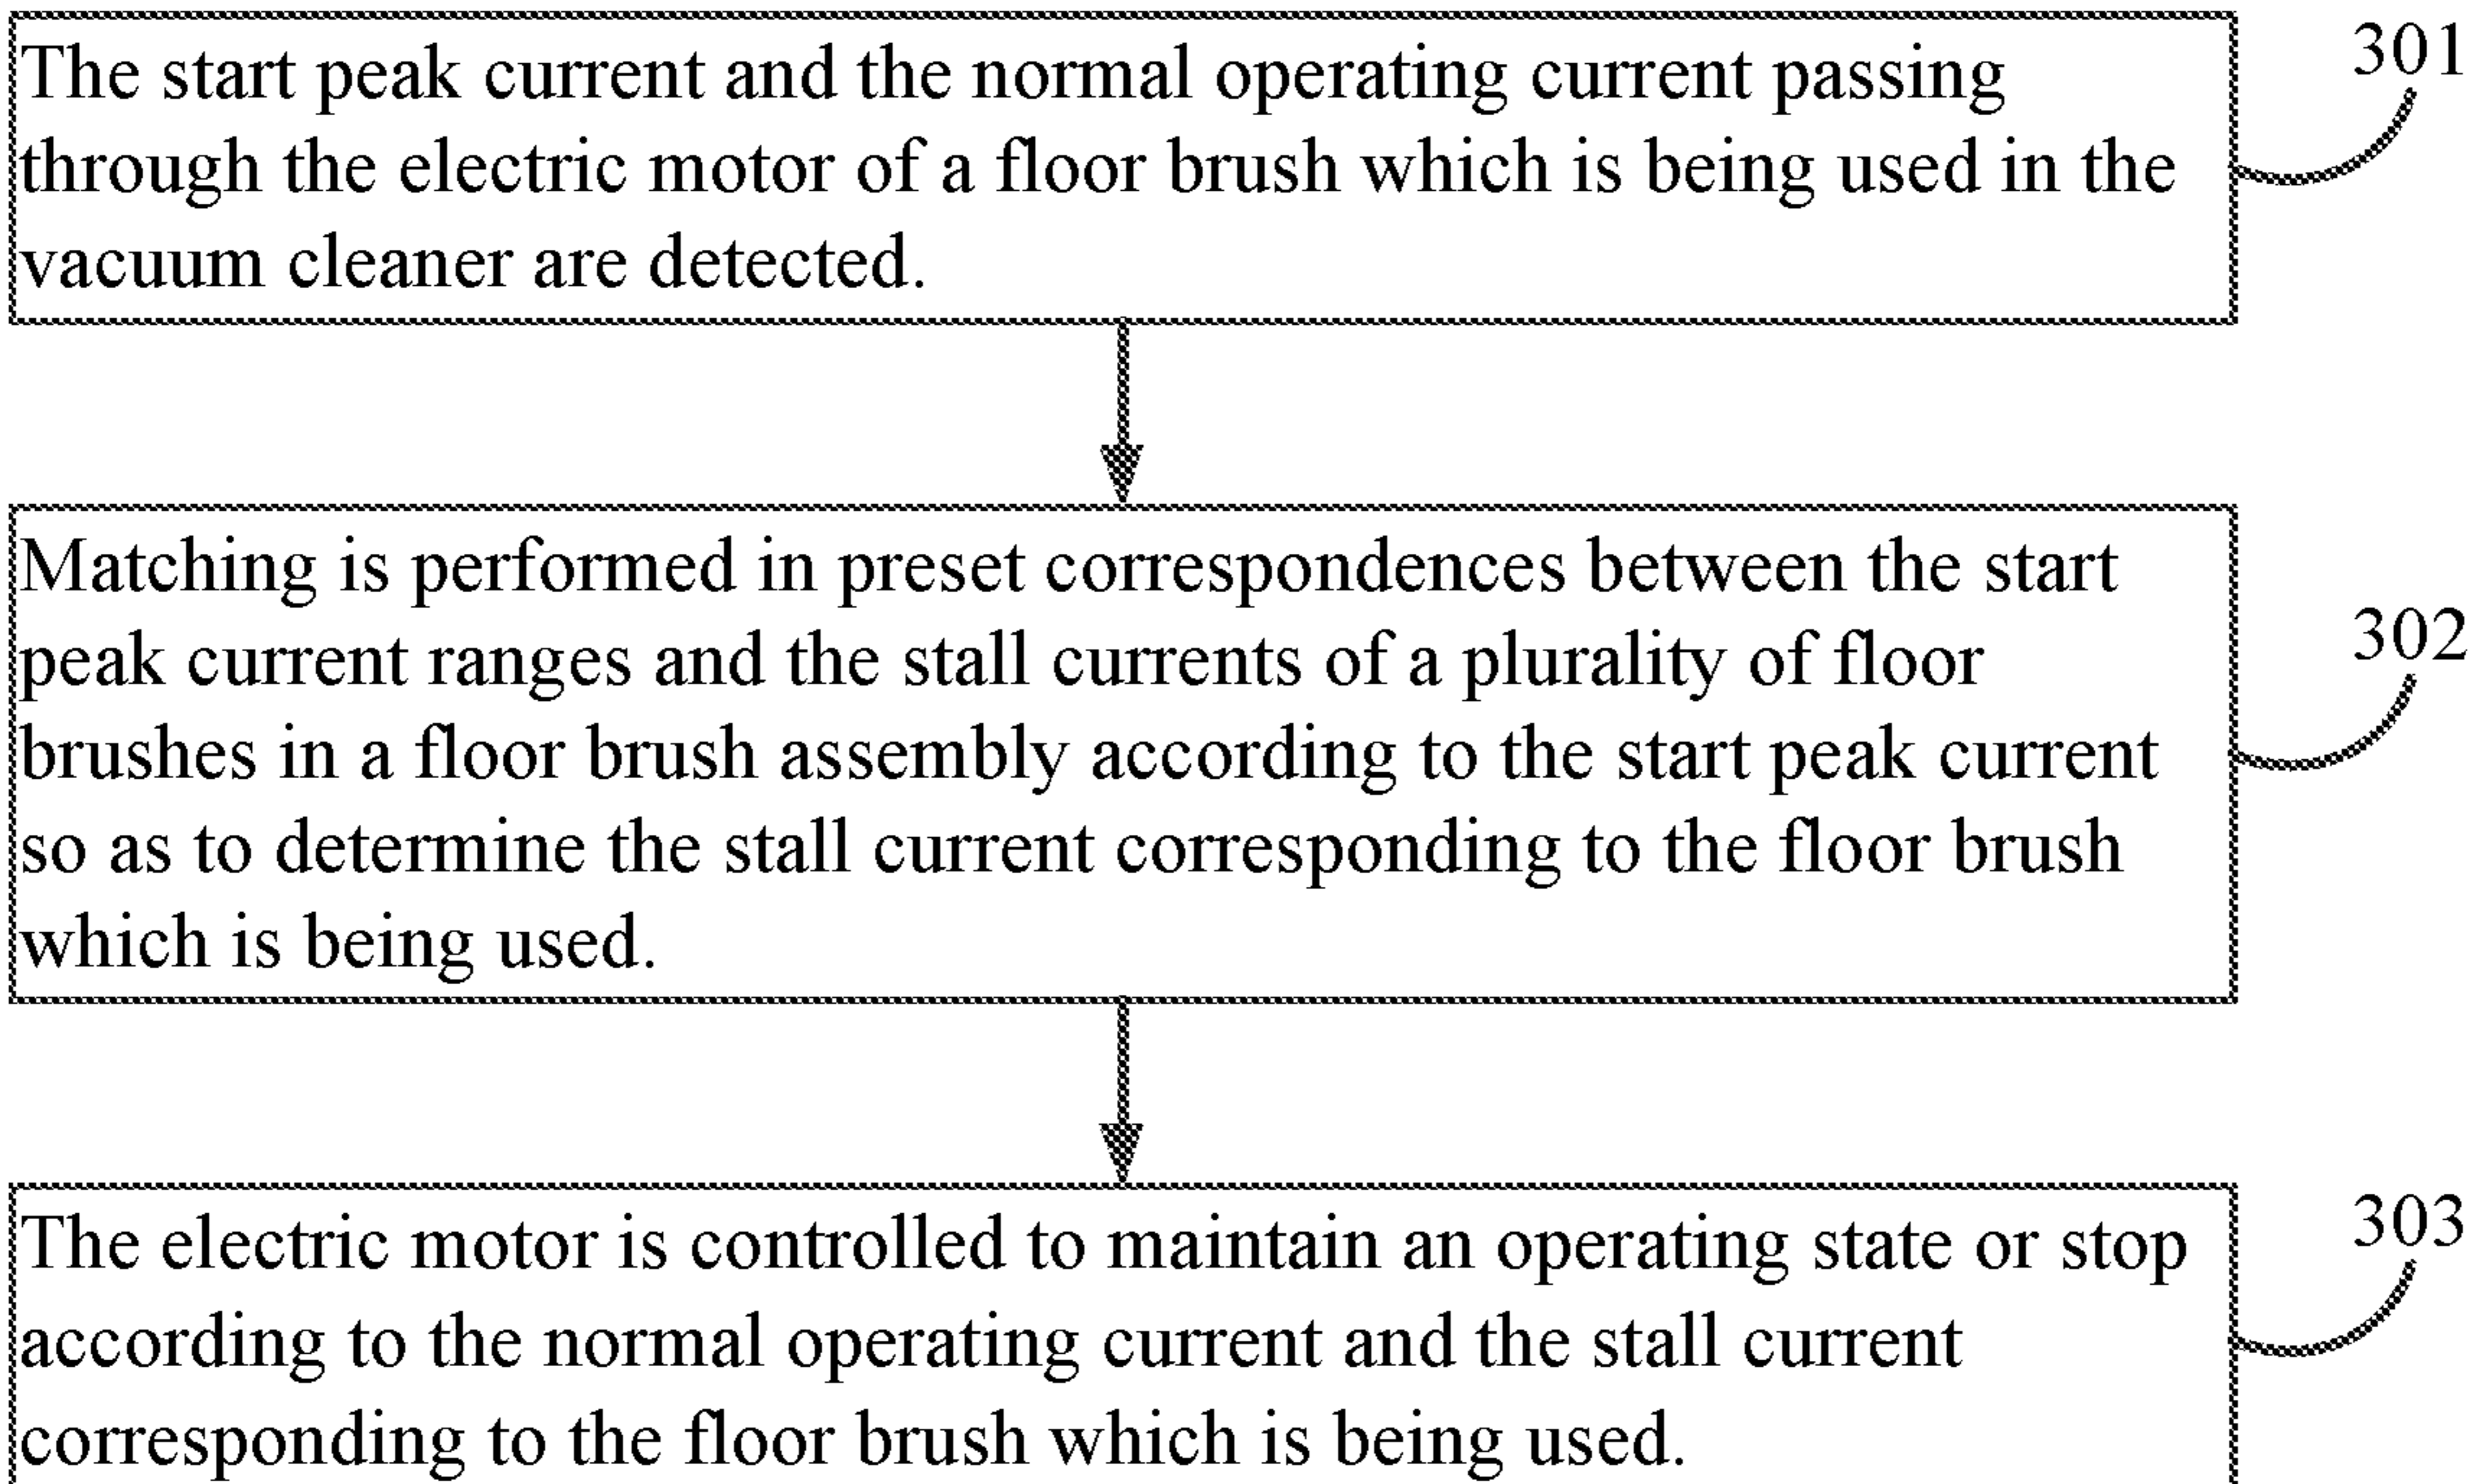 The start peak current and the normal operating current passing
through the electric motor of a floor brush which is being used in the
vacuum cleaner are detected.
301
Matching is performed in preset correspondences between the start
peak current ranges and the stall currents of a plurality of floor
brushes in a floor brush assembly according to the start peak current
so as to determine the stall current corresponding to the floor brush
which is being used.
302
The electric motor is controlled to maintain an operating state or stop
according to the normal operating current and the stall current
corresponding to the floor brush which is being used.
303